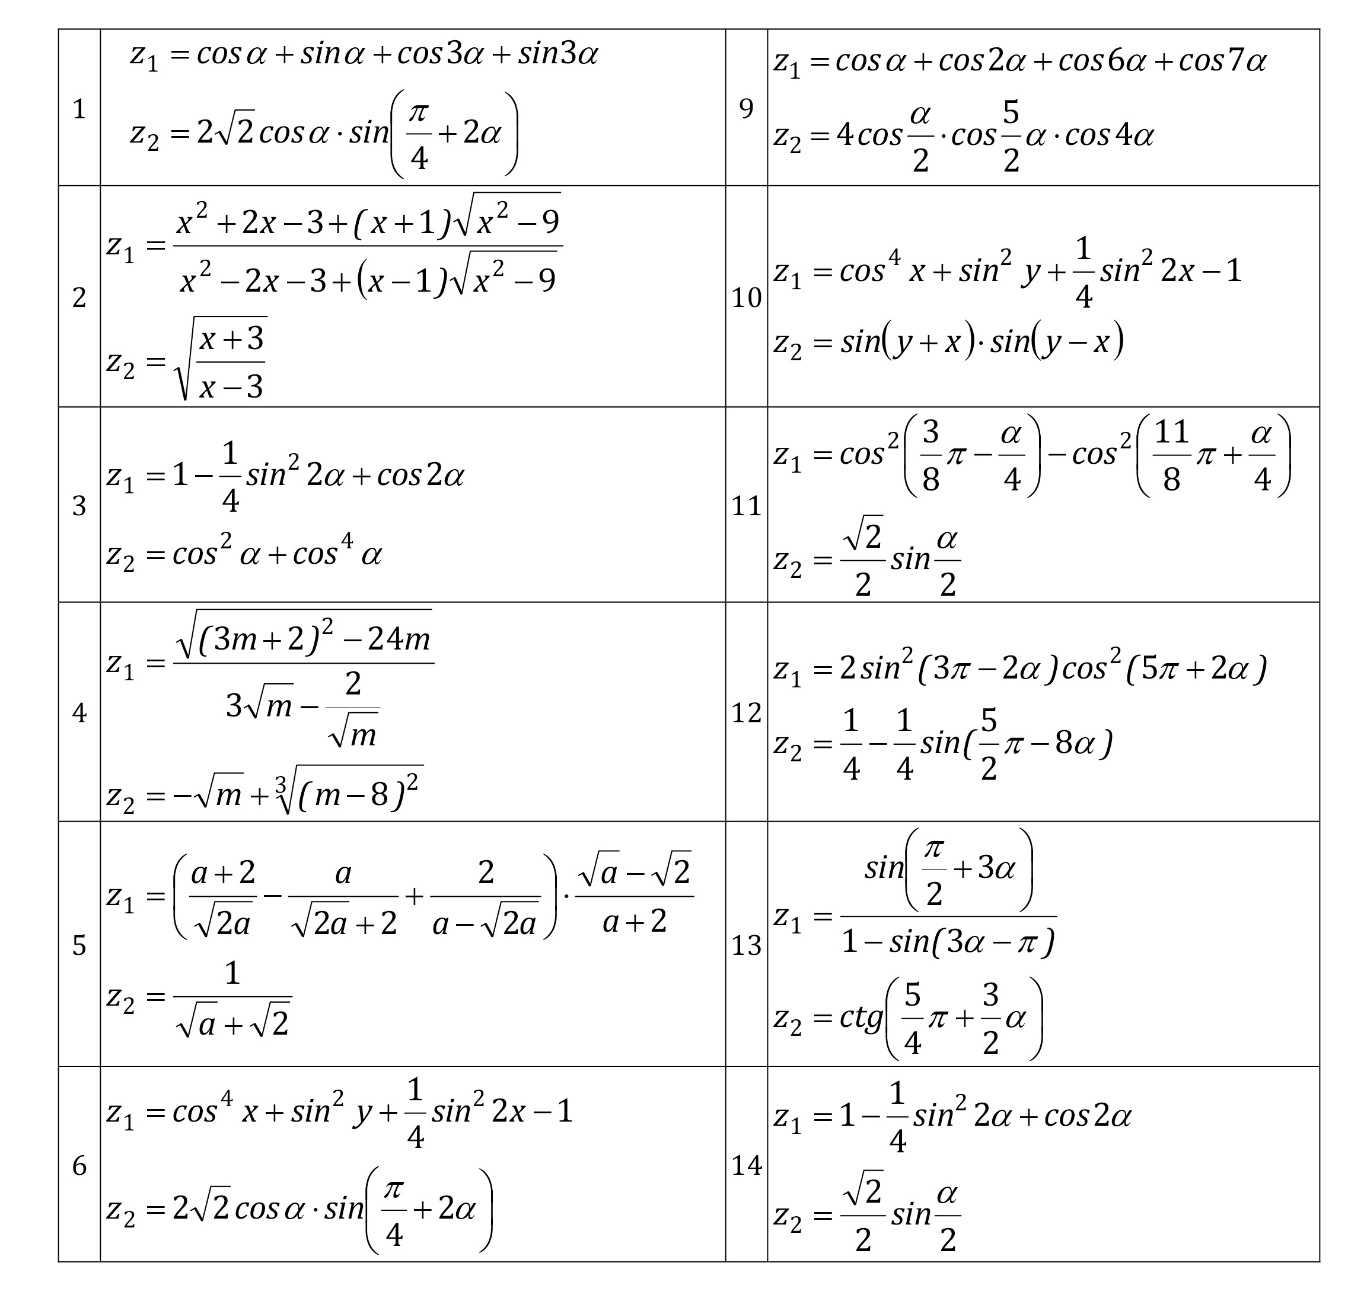 1
z₁ = cos α + sin α + cos 3α + sin 3α
z₂ = 2√2 cos α · sin(π/4 + 2α)
2
z₁ = (x² + 2x − 3 + (x + 1)√(x² − 9)) / (x² − 2x − 3 + (x − 1)√(x² − 9))
z₂ = √((x + 3)/(x − 3))
3
z₁ = 1 − 1/4 sin² 2α + cos 2α
z₂ = cos² α + cos⁴ α
4
z₁ = √((3m + 2)² − 24m) / (3√m − 2/√m)
z₂ = −√m + ∛((m − 8)²)
5
z₁ = ((a + 2)/√(2a) − a/(√(2a) + 2) + 2/(a − √(2a))) · (√a − √2)/(a + 2)
z₂ = 1/(√a + √2)
6
z₁ = cos⁴ x + sin² y + 1/4 sin² 2x − 1
z₂ = 2√2 cos α · sin(π/4 + 2α)
9
z₁ = cos α + cos 2α + cos 6α + cos 7α
z₂ = 4 cos α/2 · cos 5/2 α · cos 4α
10
z₁ = cos⁴ x + sin² y + 1/4 sin² 2x − 1
z₂ = sin(y + x) · sin(y − x)
11
z₁ = cos²(3/8 π − α/4) − cos²(11/8 π + α/4)
z₂ = √2/2 sin α/2
12
z₁ = 2 sin²(3π − 2α) cos²(5π + 2α)
z₂ = 1/4 − 1/4 sin(5/2 π − 8α)
13
z₁ = sin(π/2 + 3α) / (1 − sin(3α − π))
z₂ = ctg(5/4 π + 3/2 α)
14
z₁ = 1 − 1/4 sin² 2α + cos 2α
z₂ = √2/2 sin α/2